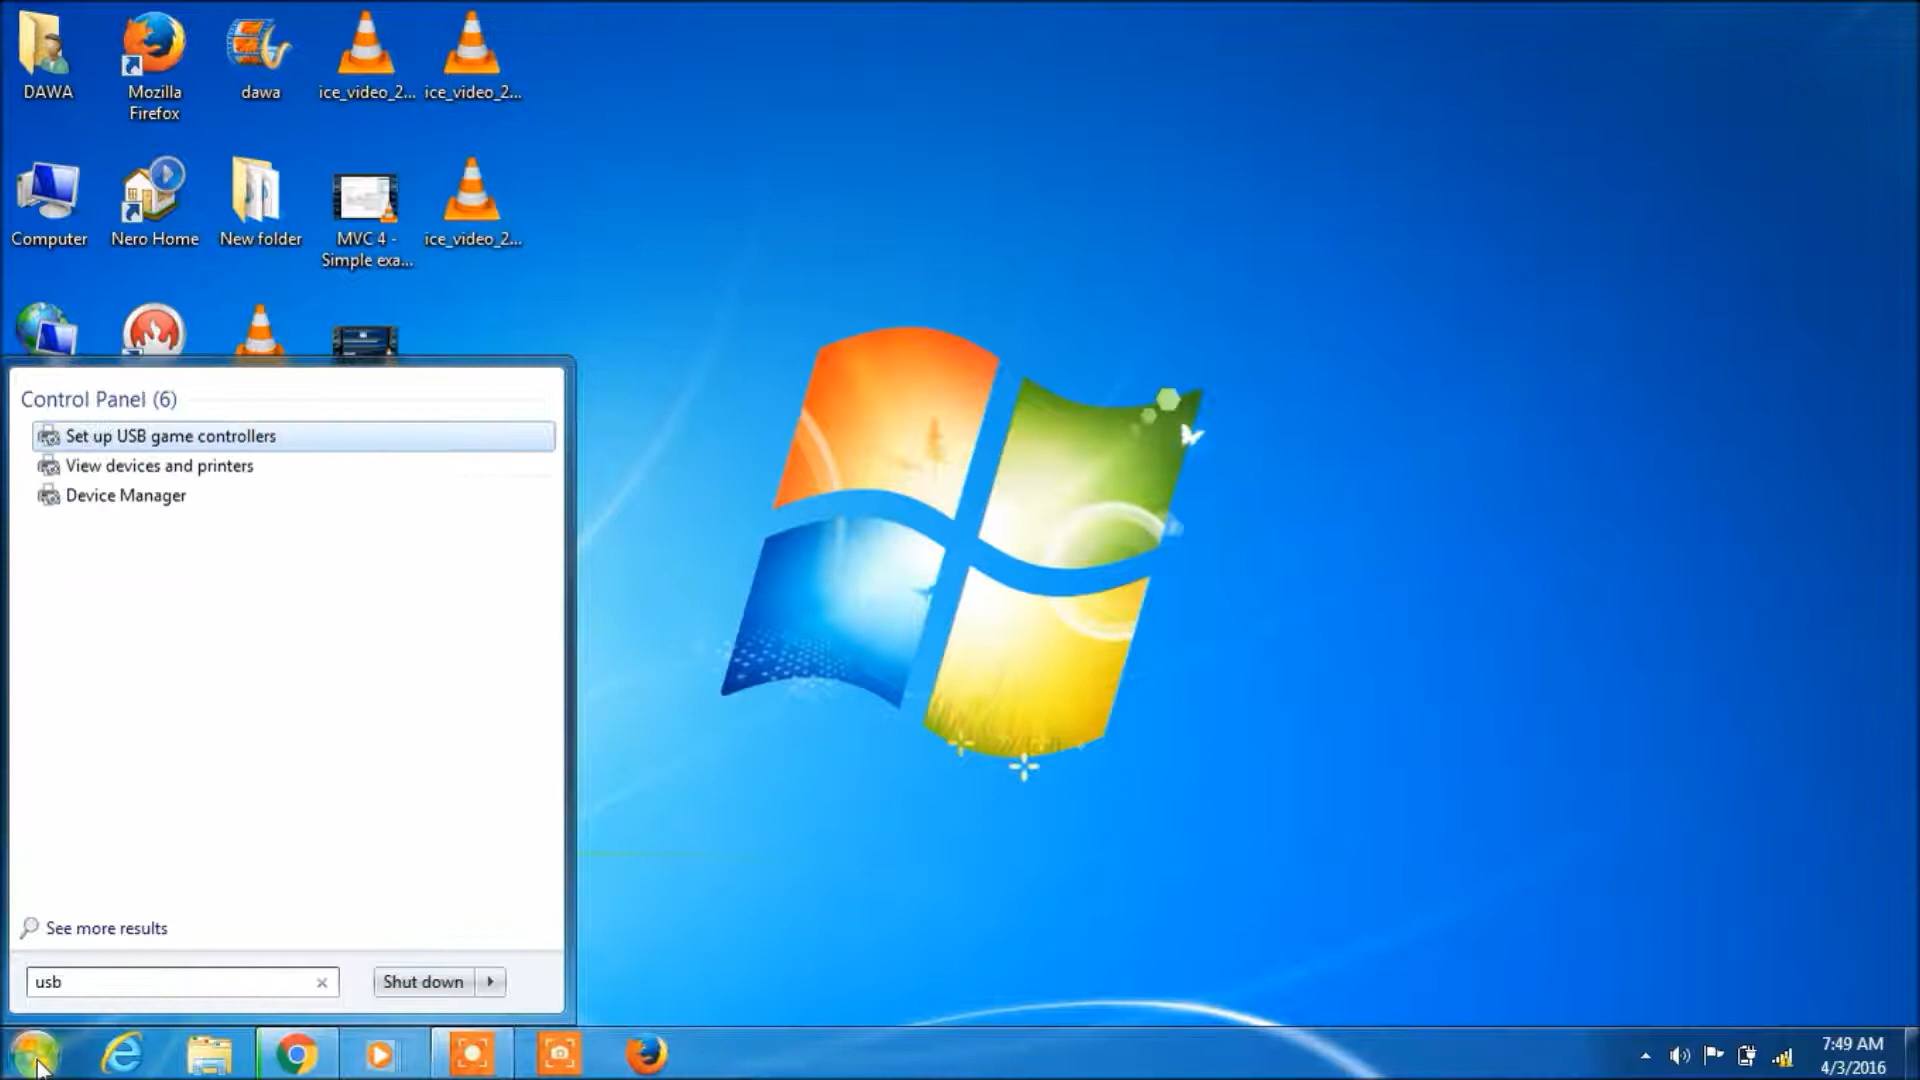 DAWA
Mozilla
Firefox
dawa
ice_video_2...
ice_video_2...
Computer
Nero Home
New folder
MVC 4 -
Simple exa...
ice_video_2...
Control Panel (6)
Set up USB game controllers
View devices and printers
Device Manager
See more results
usb
Shut down
7:49 AM
4/3/2016